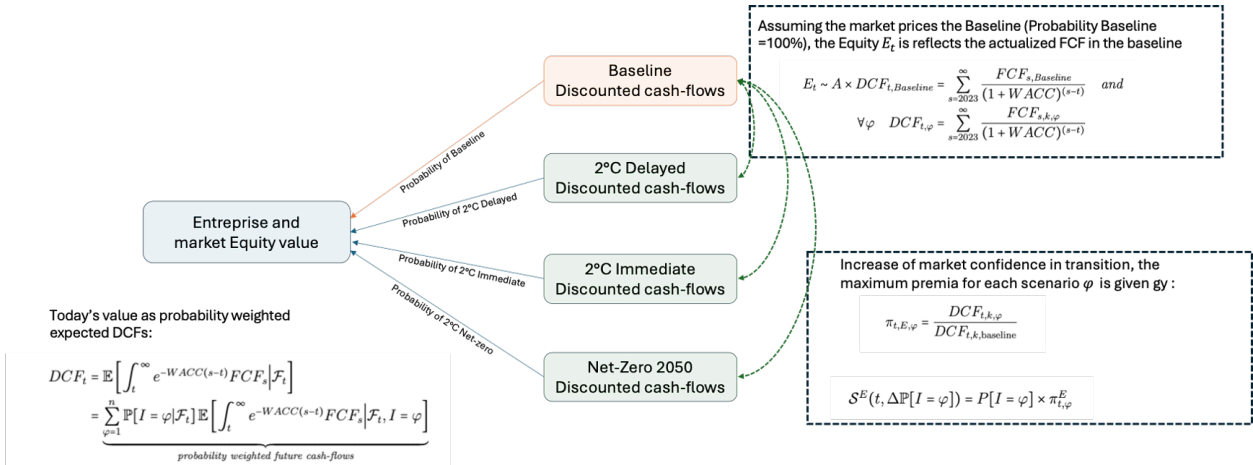 Assuming the market prices the Baseline (Probability Baseline
=100%), the Equity E_t is reflects the actualized FCF in the baseline
E_t ~ A × DCF_{t,Baseline} = ∑_{s=2023}^{∞} FCF_{s,Baseline} / (1 + WACC)^{(s−t)} and
∀φ DCF_{t,φ} = ∑_{s=2023}^{∞} FCF_{s,k,φ} / (1 + WACC)^{(s−t)}
Baseline
Discounted cash-flows
Probability of Baseline
2°C Delayed
Discounted cash-flows
Probability of 2°C Delayed
Entreprise and
market Equity value
2°C Immediate
Discounted cash-flows
Probability of 2°C Immediate
Net-Zero 2050
Discounted cash-flows
Probability of 2°C Net-zero
Increase of market confidence in transition, the
maximum premia for each scenario φ is given gy :
π_{t,E,φ} = DCF_{t,k,φ} / DCF_{t,k,baseline}
𝒮^E(t, Δℙ[I = φ]) = P[I = φ] × π^E_{t,φ}
Today's value as probability weighted
expected DCFs:
DCF_t = 𝔼[∫_t^∞ e^{−WACC(s−t)} FCF_s | ℱ_t]
= ∑_{φ=1}^{n} ℙ[I = φ|ℱ_t] 𝔼[∫_t^∞ e^{−WACC(s−t)} FCF_s | ℱ_t, I = φ]
probability weighted future cash-flows